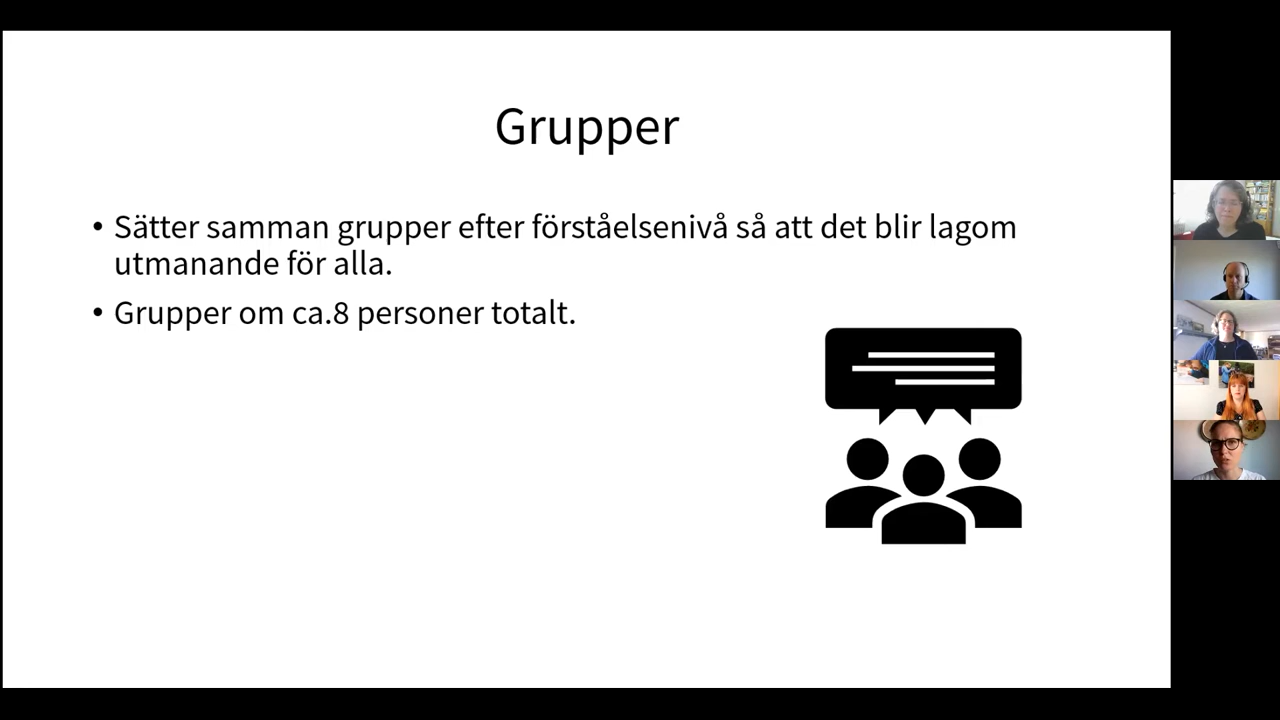 Grupper
• Sätter samman grupper efter förståelsenivå så att det blir lagom
utmanande för alla.
• Grupper om ca.8 personer totalt.